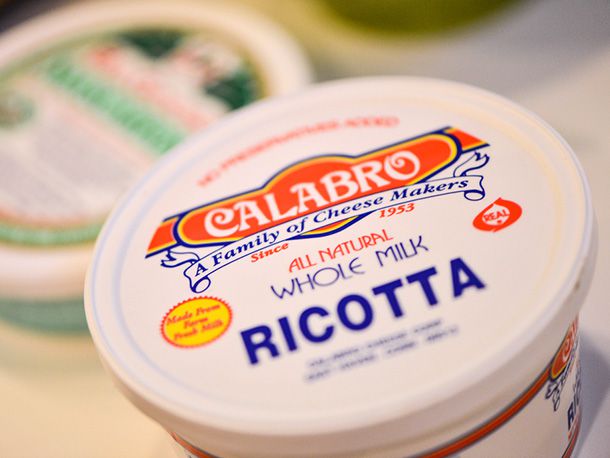 NO PRESERVATIVES ADDED
CALABRO
A Family of Cheese Makers
Since 1953
REAL
ALL NATURAL
WHOLE MILK
Made From
Farm
Fresh Milk
RICOTTA